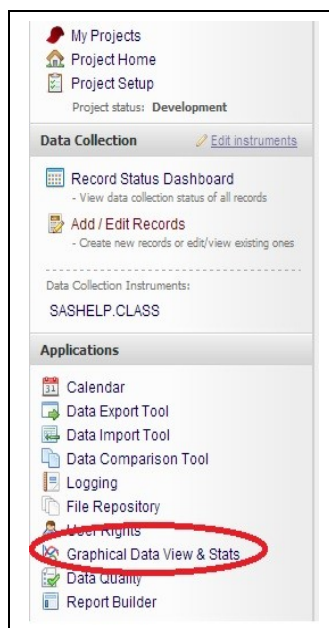 My Projects
Project Home
Project Setup
Project status: Development
Data Collection Edit instruments
Record Status Dashboard
- View data collection status of all records
Add / Edit Records
- Create new records or edit/view existing ones
Data Collection Instruments:
SASHELP.CLASS
Applications
31 Calendar
Data Export Tool
Data Import Tool
Data Comparison Tool
Logging
File Repository
User Rights
Graphical Data View & Stats
Data Quality
Report Builder